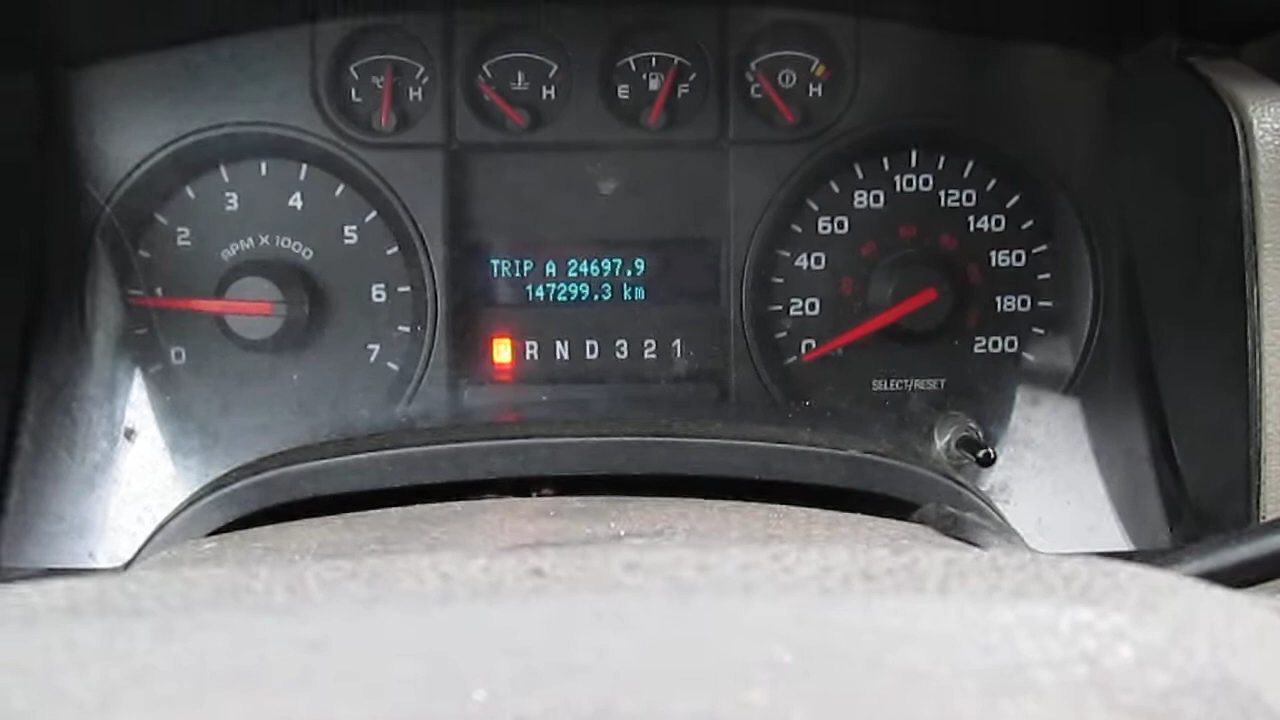 L H
H
E F
C H
0 1 2 3 4 5 6 7
RPM X 1000
TRIP A 24697.9
147299.3 km
R N D 3 2 1
0 20 40 60 80 100 120 140 160 180 200
SELECT/RESET